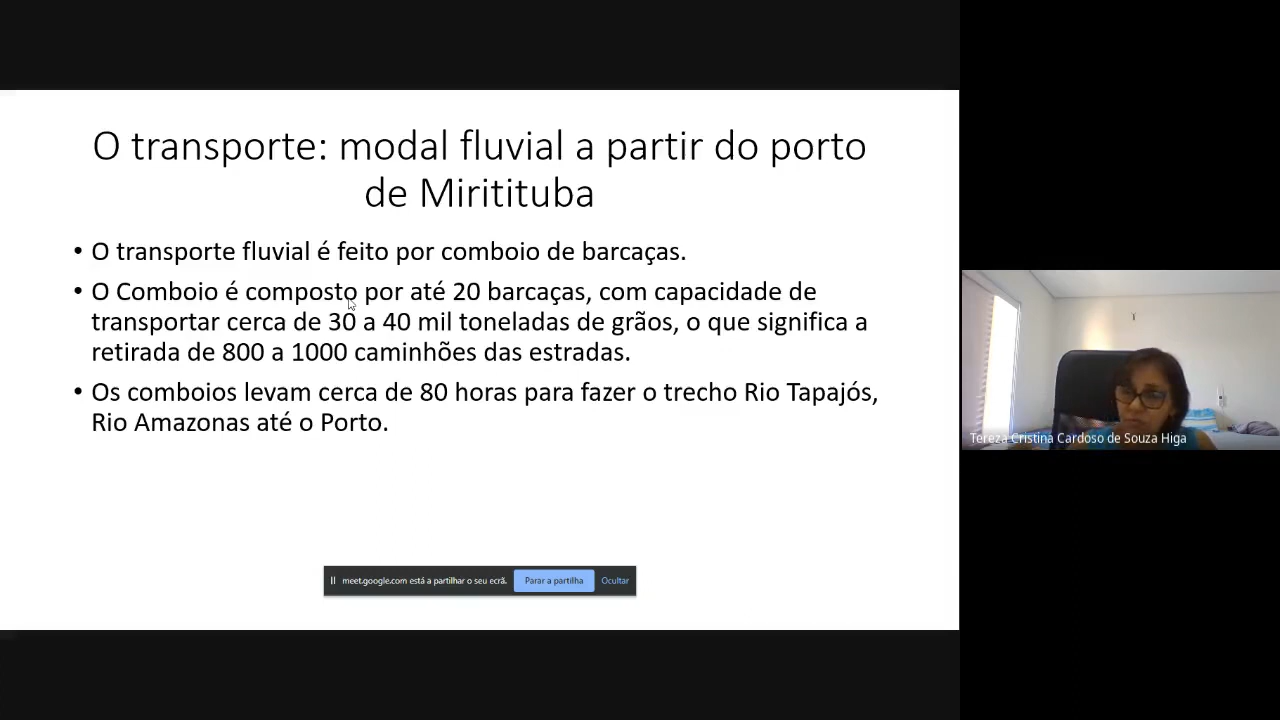 O transporte: modal fluvial a partir do porto
de Miritituba
• O transporte fluvial é feito por comboio de barcaças.
• O Comboio é composto por até 20 barcaças, com capacidade de
transportar cerca de 30 a 40 mil toneladas de grãos, o que significa a
retirada de 800 a 1000 caminhões das estradas.
• Os comboios levam cerca de 80 horas para fazer o trecho Rio Tapajós,
Rio Amazonas até o Porto.
meet.google.com está a partilhar o seu ecrã. Parar a partilha Ocultar
Tereza Cristina Cardoso de Souza Higa